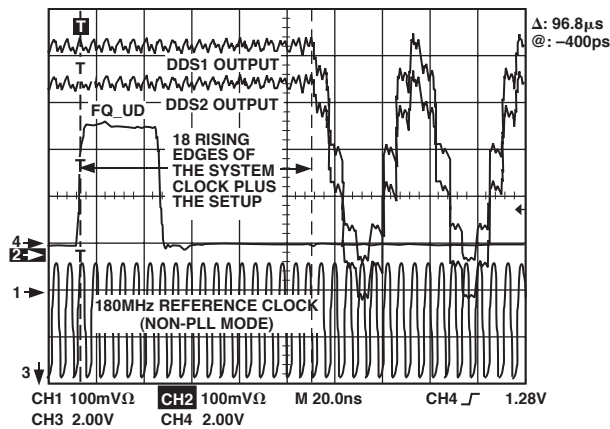 T
Δ: 96.8µs
@: –400ps
T
DDS1 OUTPUT
DDS2 OUTPUT
FQ_UD
18 RISING
EDGES OF
THE SYSTEM
CLOCK PLUS
THE SETUP
T
T
4
2
1
180MHz REFERENCE CLOCK
(NON-PLL MODE)
3
CH1 100mVΩ CH2 100mVΩ M 20.0ns CH4 1.28V
CH3 2.00V CH4 2.00V